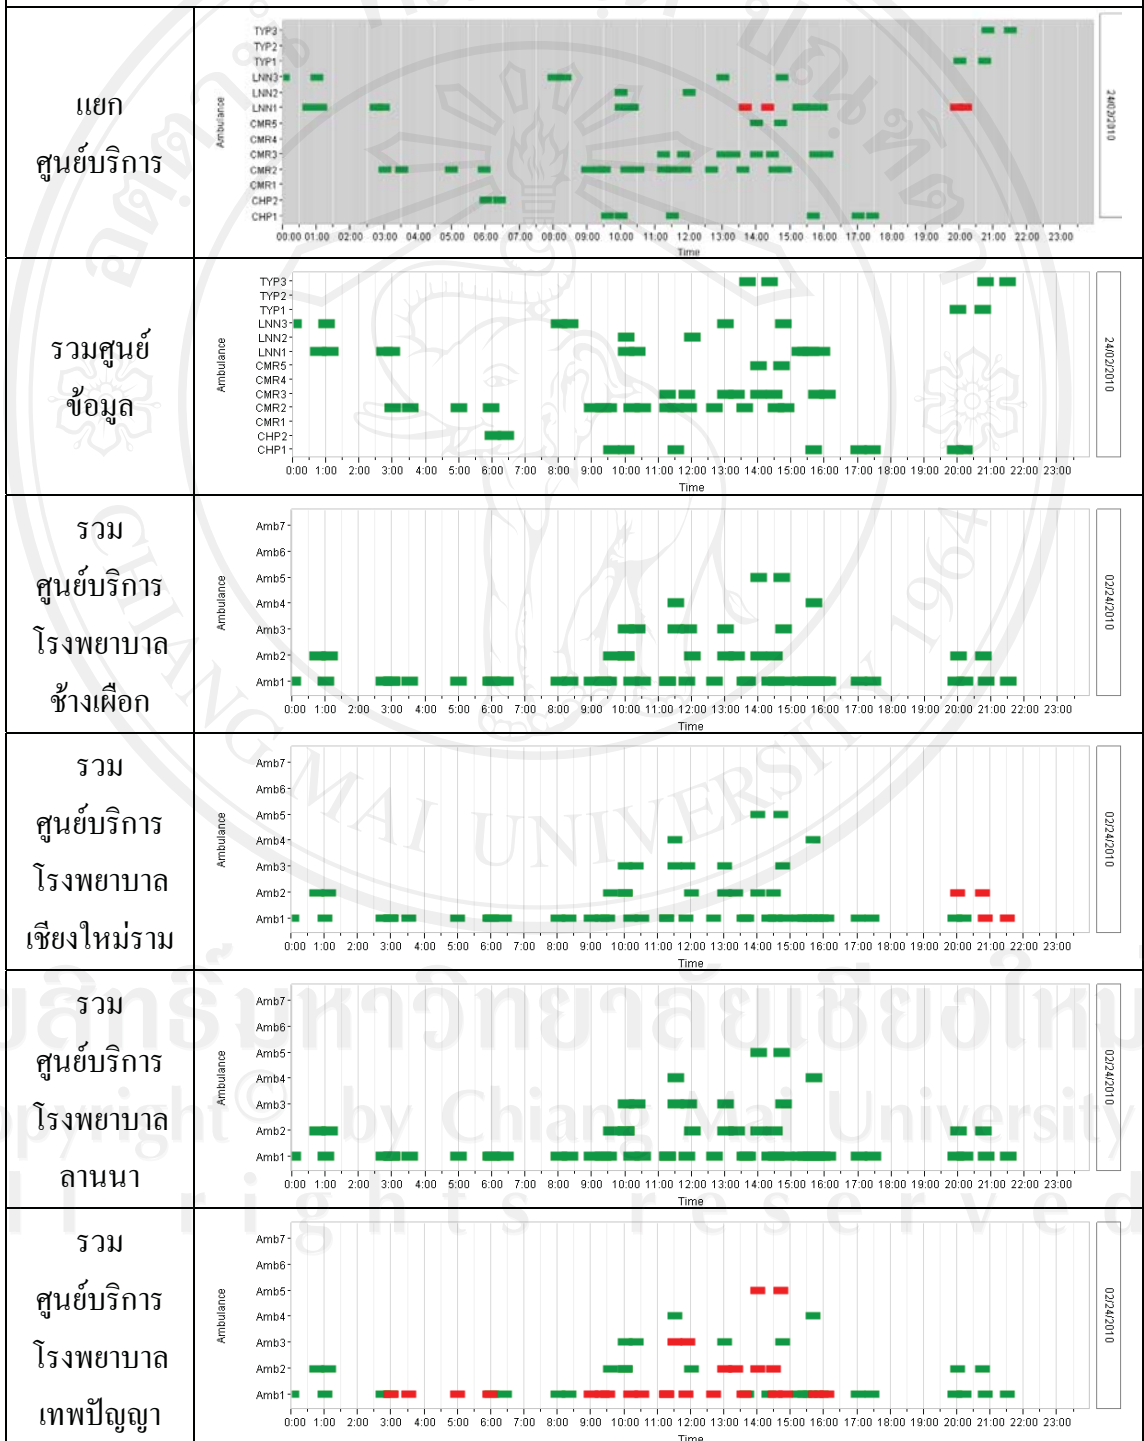 แยก
ศูนย์บริการ
Ambulance
TYP3
TYP2
TYP1
LNN3
LNN2
LNN1
CMR5
CMR4
CMR3
CMR2
CMR1
CHP2
CHP1
00:00 01:00 02:00 03:00 04:00 05:00 06:00 07:00 08:00 09:00 10:00 11:00 12:00 13:00 14:00 15:00 16:00 17:00 18:00 19:00 20:00 21:00 22:00 23:00
Time
24/02/2010
รวมศูนย์
ข้อมูล
Ambulance
TYP3
TYP2
TYP1
LNN3
LNN2
LNN1
CMR5
CMR4
CMR3
CMR2
CMR1
CHP2
CHP1
0:00 1:00 2:00 3:00 4:00 5:00 6:00 7:00 8:00 9:00 10:00 11:00 12:00 13:00 14:00 15:00 16:00 17:00 18:00 19:00 20:00 21:00 22:00 23:00
Time
24/02/2010
รวม
ศูนย์บริการ
โรงพยาบาล
ช้างเผือก
Ambulance
Amb7
Amb6
Amb5
Amb4
Amb3
Amb2
Amb1
0:00 1:00 2:00 3:00 4:00 5:00 6:00 7:00 8:00 9:00 10:00 11:00 12:00 13:00 14:00 15:00 16:00 17:00 18:00 19:00 20:00 21:00 22:00 23:00
Time
02/24/2010
รวม
ศูนย์บริการ
โรงพยาบาล
เชียงใหม่ราม
Ambulance
Amb7
Amb6
Amb5
Amb4
Amb3
Amb2
Amb1
0:00 1:00 2:00 3:00 4:00 5:00 6:00 7:00 8:00 9:00 10:00 11:00 12:00 13:00 14:00 15:00 16:00 17:00 18:00 19:00 20:00 21:00 22:00 23:00
Time
02/24/2010
รวม
ศูนย์บริการ
โรงพยาบาล
ลานนา
Ambulance
Amb7
Amb6
Amb5
Amb4
Amb3
Amb2
Amb1
0:00 1:00 2:00 3:00 4:00 5:00 6:00 7:00 8:00 9:00 10:00 11:00 12:00 13:00 14:00 15:00 16:00 17:00 18:00 19:00 20:00 21:00 22:00 23:00
Time
02/24/2010
รวม
ศูนย์บริการ
โรงพยาบาล
เทพปัญญา
Ambulance
Amb7
Amb6
Amb5
Amb4
Amb3
Amb2
Amb1
0:00 1:00 2:00 3:00 4:00 5:00 6:00 7:00 8:00 9:00 10:00 11:00 12:00 13:00 14:00 15:00 16:00 17:00 18:00 19:00 20:00 21:00 22:00 23:00
Time
02/24/2010
CHIANG MAI UNIVERSITY 1964
by Chiang Mai University
rights reserved